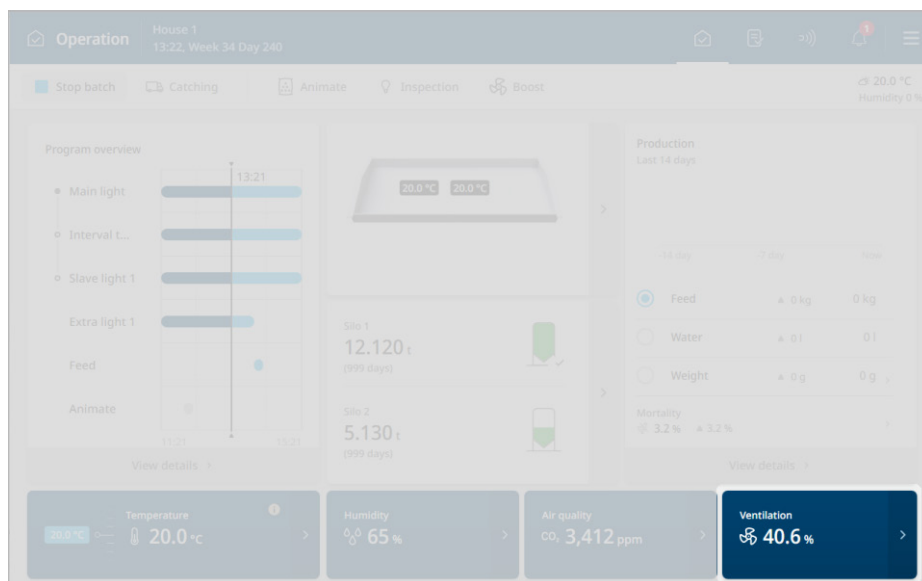 Operation
House 1
13:22, Week 34 Day 240
1
Stop batch
Catching
Animate
Inspection
Boost
20.0 °C
Humidity 0 %
Program overview
13:21
Main light
Interval t...
Slave light 1
Extra light 1
Feed
Animate
11:21
15:21
View details
20.0 °C
20.0 °C
Silo 1
12.120 t
(999 days)
Silo 2
5.130 t
(999 days)
Production
Last 14 days
-14 day
-7 day
Now
Feed ▲ 0 kg 0 kg
Water ▲ 0 l 0 l
Weight ▲ 0 g 0 g
Mortality
3.2 % ▲ 3.2 %
View details
Temperature
20.0 °C
20.0 °C
Humidity
65 %
Air quality
CO₂ 3,412 ppm
Ventilation
40.6 %